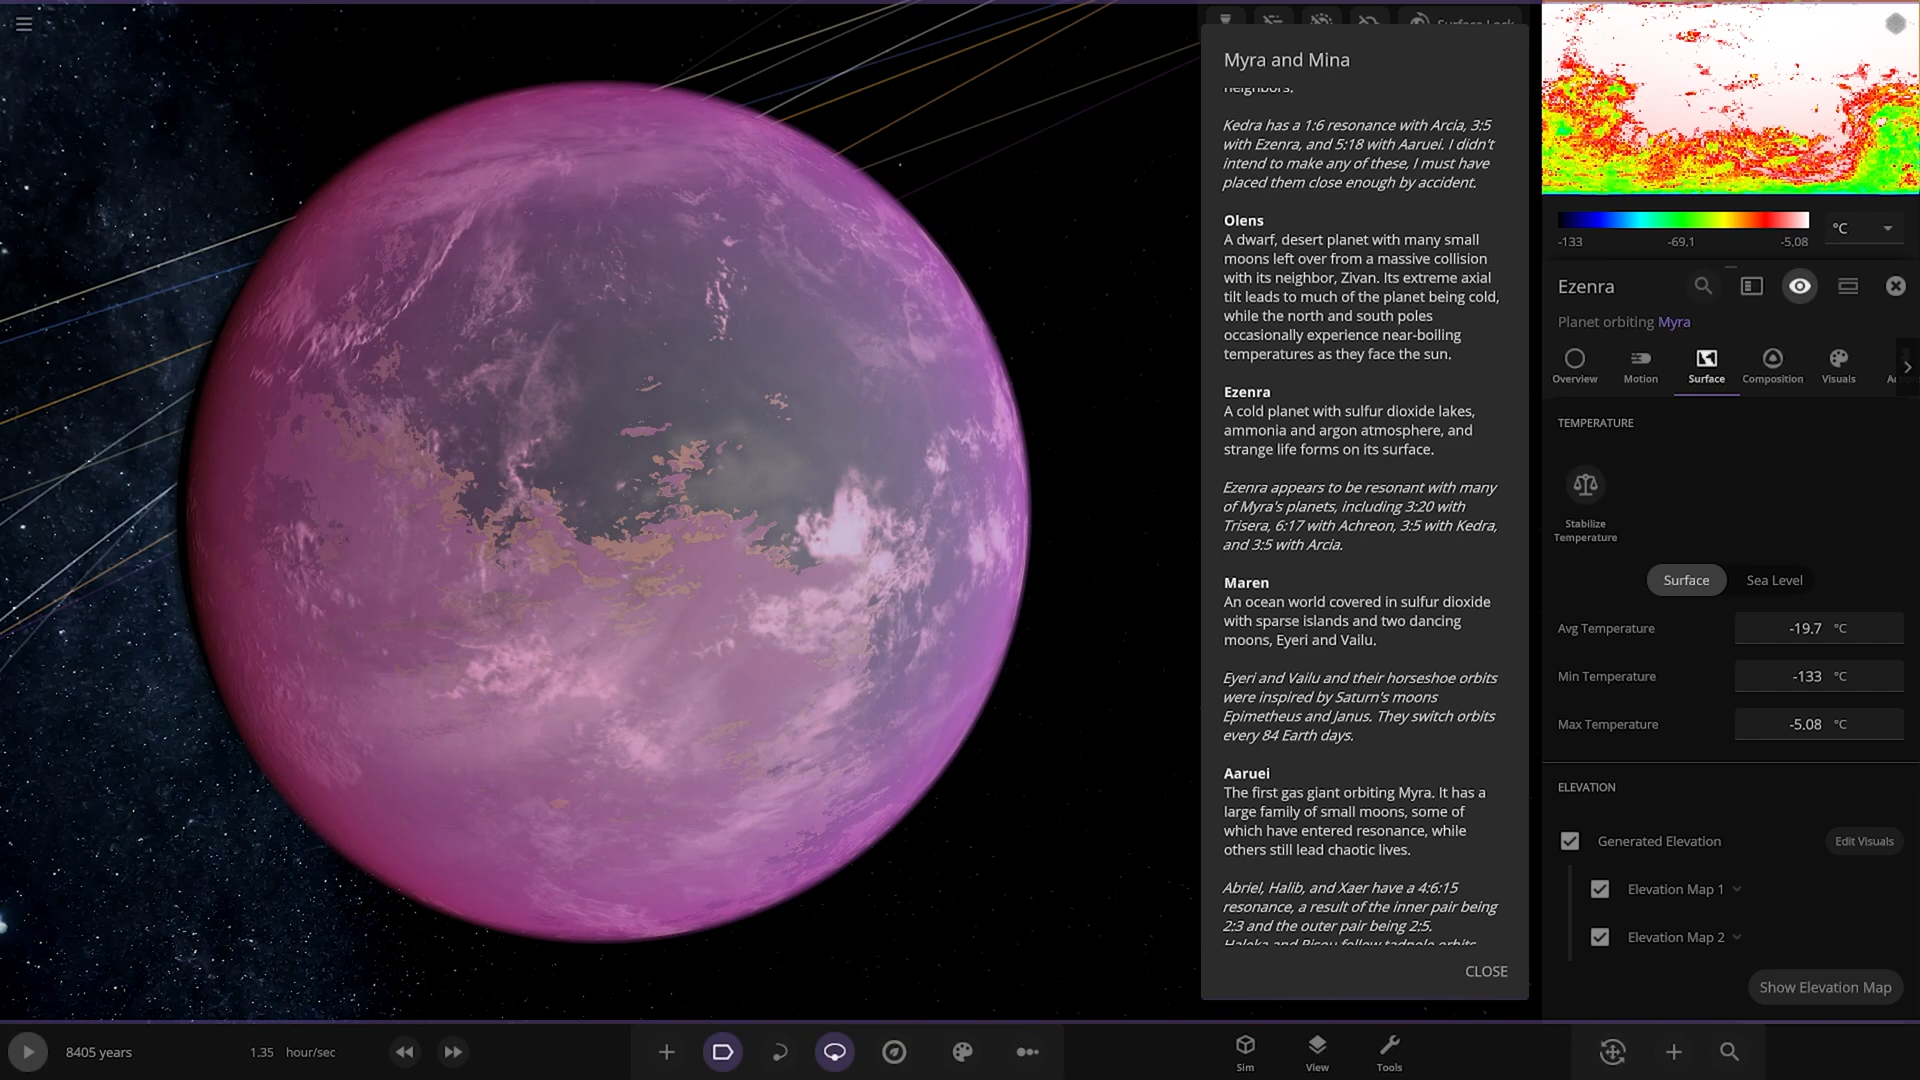 Surface Lock
Myra and Mina
neighbors.
Kedra has a 1:6 resonance with Arcia, 3:5
with Ezenra, and 5:18 with Aaruei. I didn't
intend to make any of these, I must have
placed them close enough by accident.
Olens
A dwarf, desert planet with many small
moons left over from a massive collision
with its neighbor, Zivan. Its extreme axial
tilt leads to much of the planet being cold,
while the north and south poles
occasionally experience near-boiling
temperatures as they face the sun.
Ezenra
A cold planet with sulfur dioxide lakes,
ammonia and argon atmosphere, and
strange life forms on its surface.
Ezenra appears to be resonant with many
of Myra's planets, including 3:20 with
Trisera, 6:17 with Achreon, 3:5 with Kedra,
and 3:5 with Arcia.
Maren
An ocean world covered in sulfur dioxide
with sparse islands and two dancing
moons, Eyeri and Vailu.
Eyeri and Vailu and their horseshoe orbits
were inspired by Saturn's moons
Epimetheus and Janus. They switch orbits
every 84 Earth days.
Aaruei
The first gas giant orbiting Myra. It has a
large family of small moons, some of
which have entered resonance, while
others still lead chaotic lives.
Abriel, Halib, and Xaer have a 4:6:15
resonance, a result of the inner pair being
2:3 and the outer pair being 2:5.
follow tadpole orbits
CLOSE
°C
-133 -69.1 -5.08
Ezenra
Planet orbiting Myra
Overview Motion Surface Composition Visuals
TEMPERATURE
Stabilize
Temperature
Surface Sea Level
Avg Temperature -19.7 °C
Min Temperature -133 °C
Max Temperature -5.08 °C
ELEVATION
Generated Elevation Edit Visuals
Elevation Map 1
Elevation Map 2
Show Elevation Map
8405 years 1.35 hour/sec
Sim View Tools